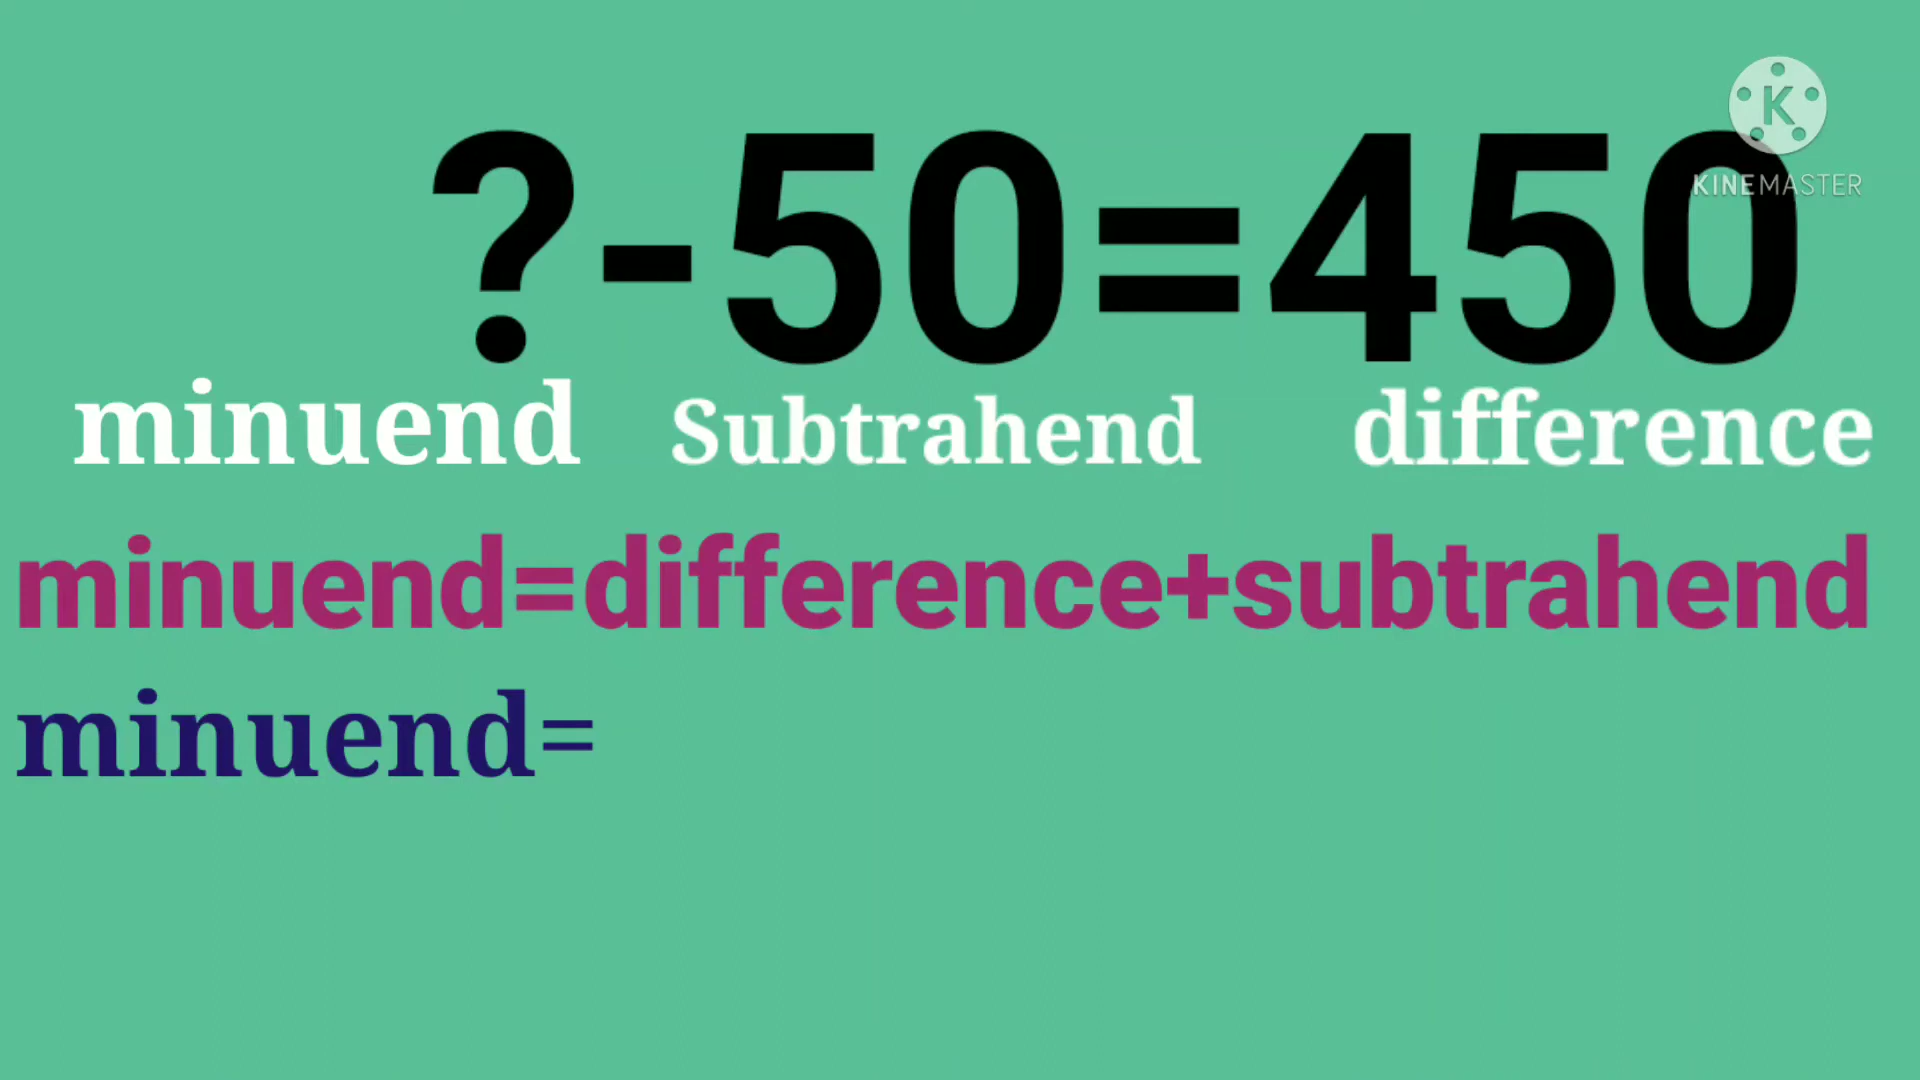 ?-50=450
K
KINEMASTER
minuend Subtrahend difference
minuend=difference+subtrahend
minuend=